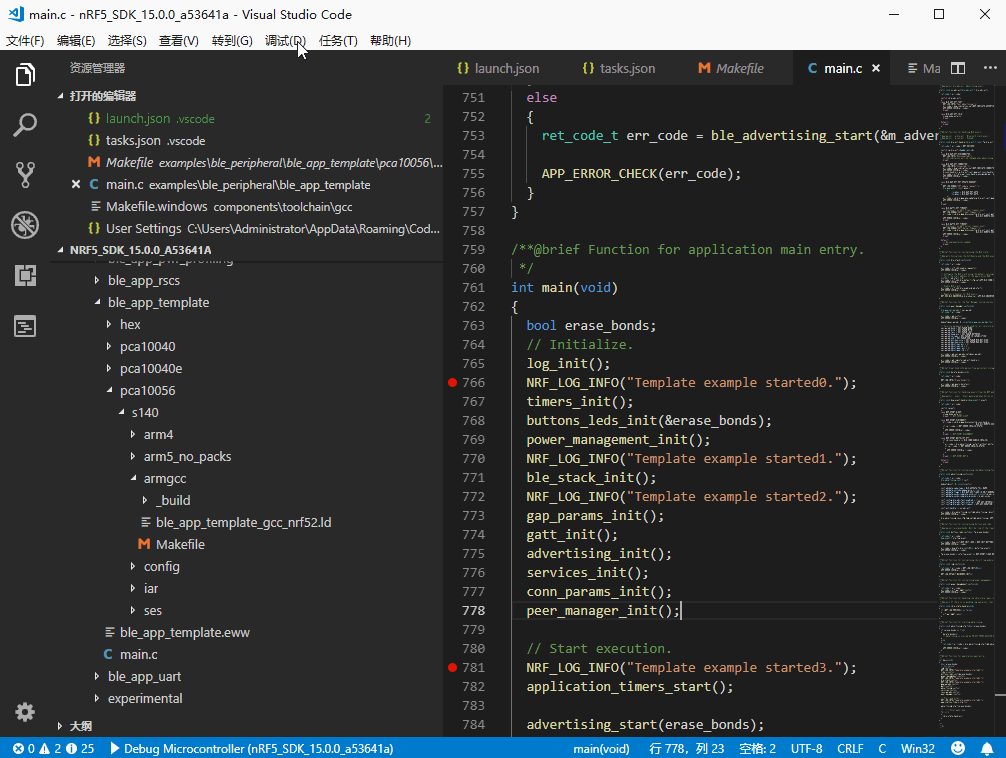 main.c - nRF5_SDK_15.0.0_a53641a - Visual Studio Code
文件(F) 编辑(E) 选择(S) 查看(V) 转到(G) 调试(D) 任务(T) 帮助(H)
资源管理器
打开的编辑器
{} launch.json .vscode 2
{} tasks.json .vscode
M Makefile examples\ble_peripheral\ble_app_template\pca10056\...
C main.c examples\ble_peripheral\ble_app_template
Makefile.windows components\toolchain\gcc
{} User Settings C:\Users\Administrator\AppData\Roaming\Cod...
NRF5_SDK_15.0.0_A53641A
ble_app_pwr_profiling
ble_app_rscs
ble_app_template
hex
pca10040
pca10040e
pca10056
s140
arm4
arm5_no_packs
armgcc
_build
ble_app_template_gcc_nrf52.ld
M Makefile
config
iar
ses
ble_app_template.eww
C main.c
ble_app_uart
experimental
大纲
{} launch.json {} tasks.json M Makefile C main.c × Ma ...
751 else
752 {
753 ret_code_t err_code = ble_advertising_start(&m_adver
754
755 APP_ERROR_CHECK(err_code);
756 }
757 }
758
759 /**@brief Function for application main entry.
760 */
761 int main(void)
762 {
763 bool erase_bonds;
764 // Initialize.
765 log_init();
766 NRF_LOG_INFO("Template example started0.");
767 timers_init();
768 buttons_leds_init(&erase_bonds);
769 power_management_init();
770 NRF_LOG_INFO("Template example started1.");
771 ble_stack_init();
772 NRF_LOG_INFO("Template example started2.");
773 gap_params_init();
774 gatt_init();
775 advertising_init();
776 services_init();
777 conn_params_init();
778 peer_manager_init();
779
780 // Start execution.
781 NRF_LOG_INFO("Template example started3.");
782 application_timers_start();
783
784 advertising_start(erase_bonds);
0 2 25 Debug Microcontroller (nRF5_SDK_15.0.0_a53641a) main(void) 行 778，列 23 空格: 2 UTF-8 CRLF C Win32